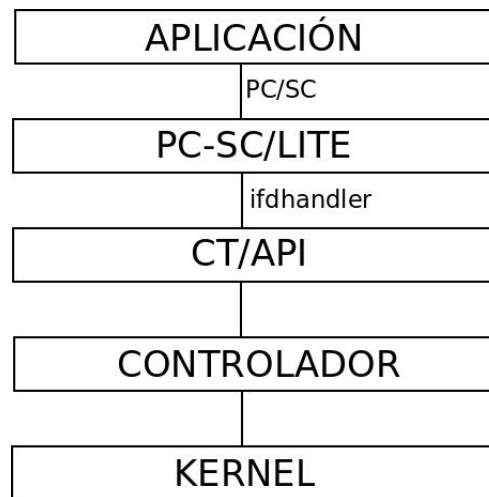 APLICACIÓN
PC/SC
PC-SC/LITE
ifdhandler
CT/API
CONTROLADOR
KERNEL